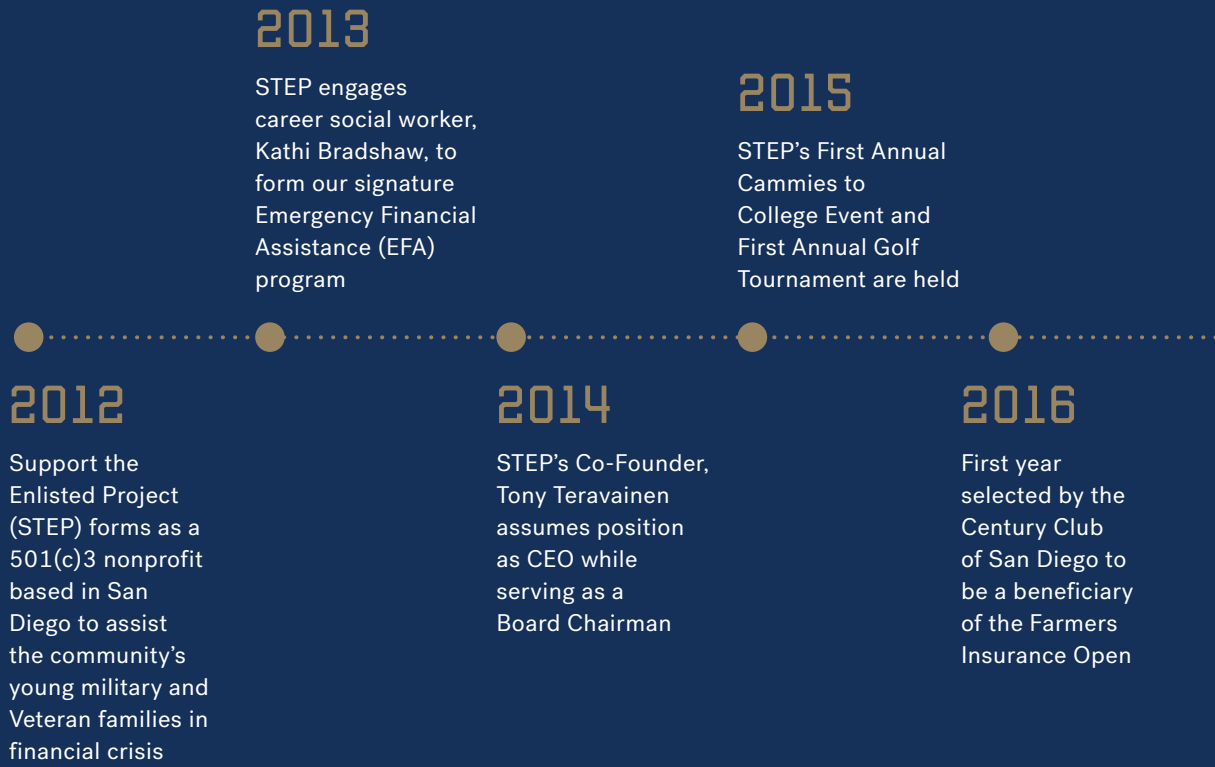 2013
STEP engages
career social worker,
Kathi Bradshaw, to
form our signature
Emergency Financial
Assistance (EFA)
program
2015
STEP’s First Annual
Cammies to
College Event and
First Annual Golf
Tournament are held
2012
Support the
Enlisted Project
(STEP) forms as a
501(c)3 nonprofit
based in San
Diego to assist
the community’s
young military and
Veteran families in
financial crisis
2014
STEP’s Co-Founder,
Tony Teravainen
assumes position
as CEO while
serving as a
Board Chairman
2016
First year
selected by the
Century Club
of San Diego to
be a beneficiary
of the Farmers
Insurance Open